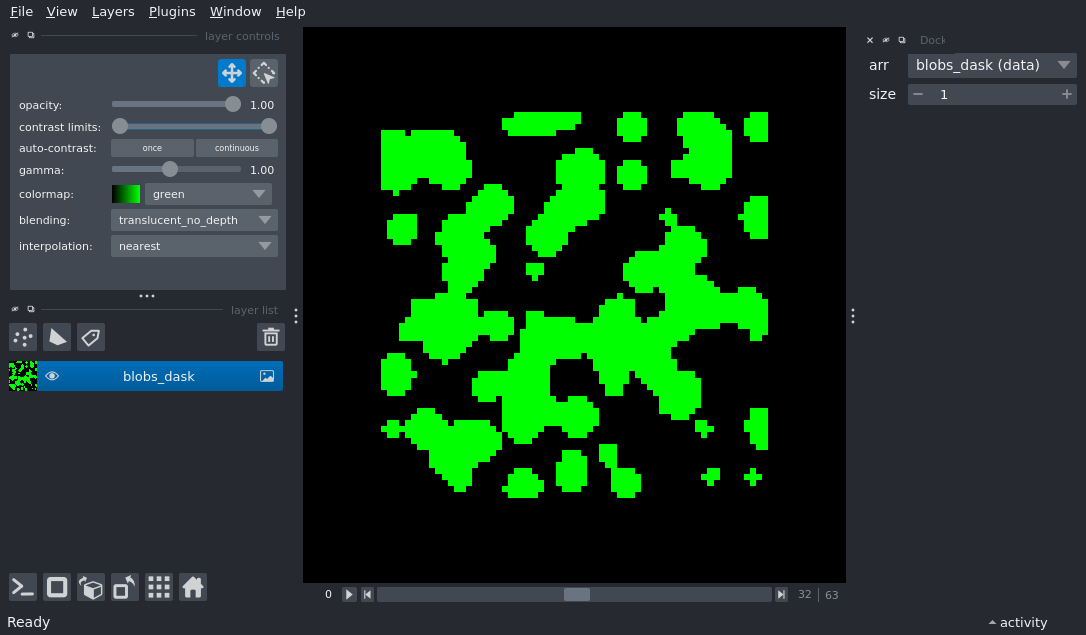 File View Layers Plugins Window Help
layer controls
opacity: 1.00
contrast limits:
auto-contrast: once continuous
gamma: 1.00
colormap: green
blending: translucent_no_depth
interpolation: nearest
layer list
blobs_dask
Dock
arr blobs_dask (data)
size 1
0 32 63
Ready
activity